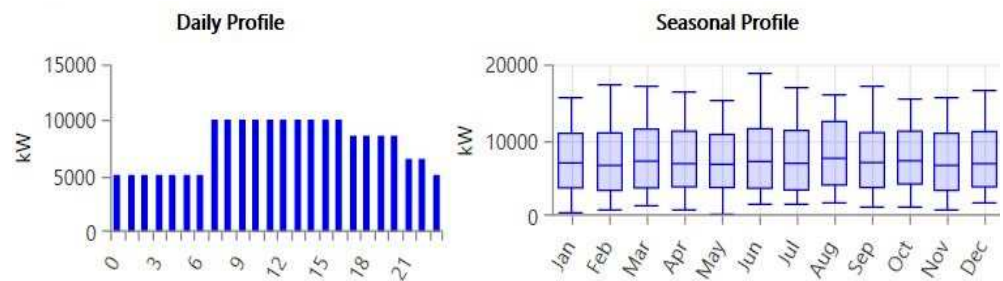 Daily Profile
15000
10000
5000
0
kW
0
3
6
9
12
15
18
21
Seasonal Profile
20000
10000
0
kW
Jan
Feb
Mar
Apr
May
Jun
Jul
Aug
Sep
Oct
Nov
Dec